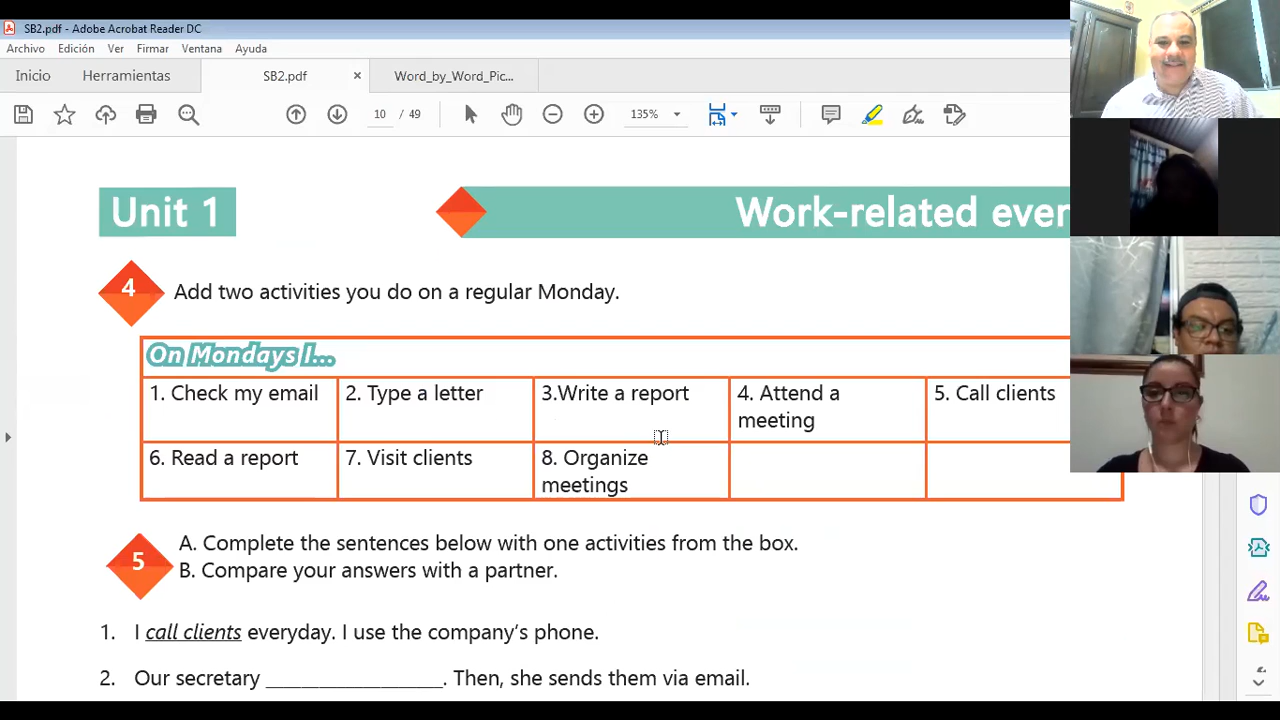 SB2.pdf - Adobe Acrobat Reader DC
Archivo Edición Ver Firmar Ventana Ayuda
Inicio Herramientas SB2.pdf × Word_by_Word_Pic...
10 / 49 135%
Unit 1 Work-related even
4 Add two activities you do on a regular Monday.
On Mondays I...
1. Check my email 2. Type a letter 3.Write a report 4. Attend a meeting 5. Call clients
6. Read a report 7. Visit clients 8. Organize meetings
5 A. Complete the sentences below with one activities from the box.
B. Compare your answers with a partner.
1. I call clients everyday. I use the company's phone.
2. Our secretary ___________________. Then, she sends them via email.